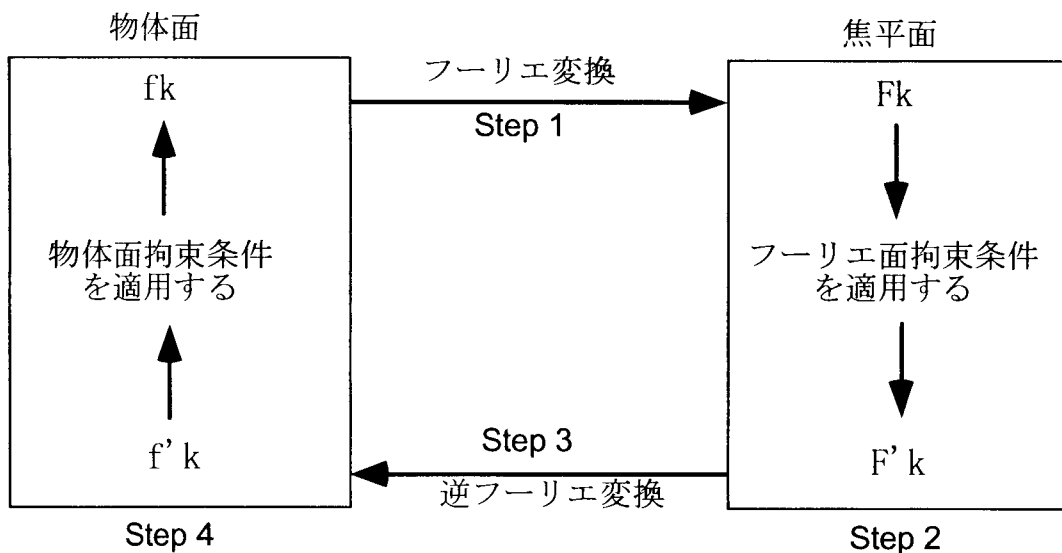 物体面
焦平面
フーリエ変換
fk
Fk
Step 1
物体面拘束条件
を適用する
フーリエ面拘束条件
を適用する
Step 3
f'k
F'k
逆フーリエ変換
Step 4
Step 2